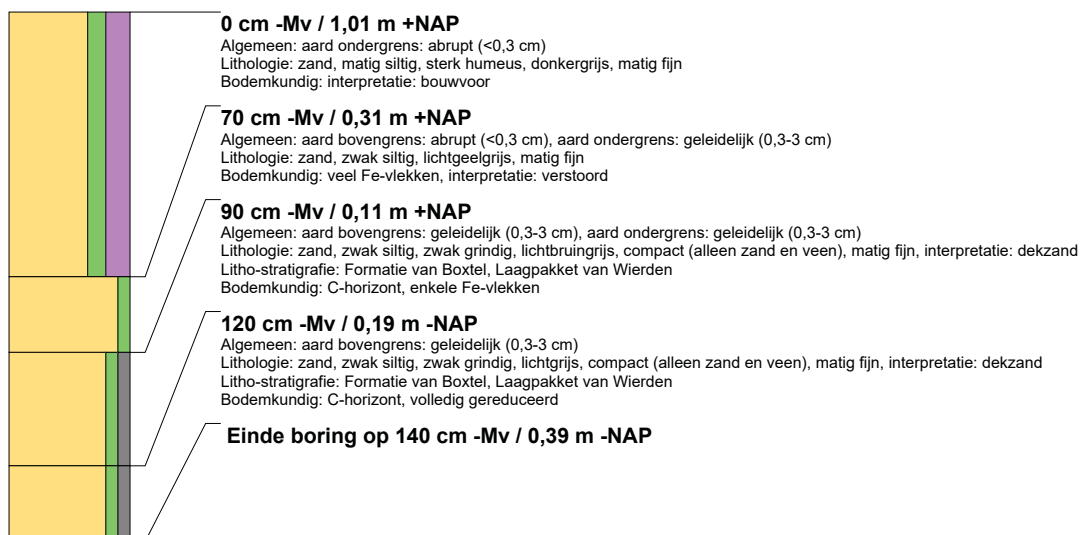 0 cm -Mv / 1,01 m +NAP
Algemeen: aard ondergrens: abrupt (<0,3 cm)
Lithologie: zand, matig siltig, sterk humeus, donkergrijs, matig fijn
Bodemkundig: interpretatie: bouwvoor
70 cm -Mv / 0,31 m +NAP
Algemeen: aard bovengrens: abrupt (<0,3 cm), aard ondergrens: geleidelijk (0,3-3 cm)
Lithologie: zand, zwak siltig, lichtgeelgrijs, matig fijn
Bodemkundig: veel Fe-vlekken, interpretatie: verstoord
90 cm -Mv / 0,11 m +NAP
Algemeen: aard bovengrens: geleidelijk (0,3-3 cm), aard ondergrens: geleidelijk (0,3-3 cm)
Lithologie: zand, zwak siltig, zwak grindig, lichtbruingrijs, compact (alleen zand en veen), matig fijn, interpretatie: dekzand
Litho-stratigrafie: Formatie van Boxtel, Laagpakket van Wierden
Bodemkundig: C-horizont, enkele Fe-vlekken
120 cm -Mv / 0,19 m -NAP
Algemeen: aard bovengrens: geleidelijk (0,3-3 cm)
Lithologie: zand, zwak siltig, zwak grindig, lichtgrijs, compact (alleen zand en veen), matig fijn, interpretatie: dekzand
Litho-stratigrafie: Formatie van Boxtel, Laagpakket van Wierden
Bodemkundig: C-horizont, volledig gereduceerd
Einde boring op 140 cm -Mv / 0,39 m -NAP